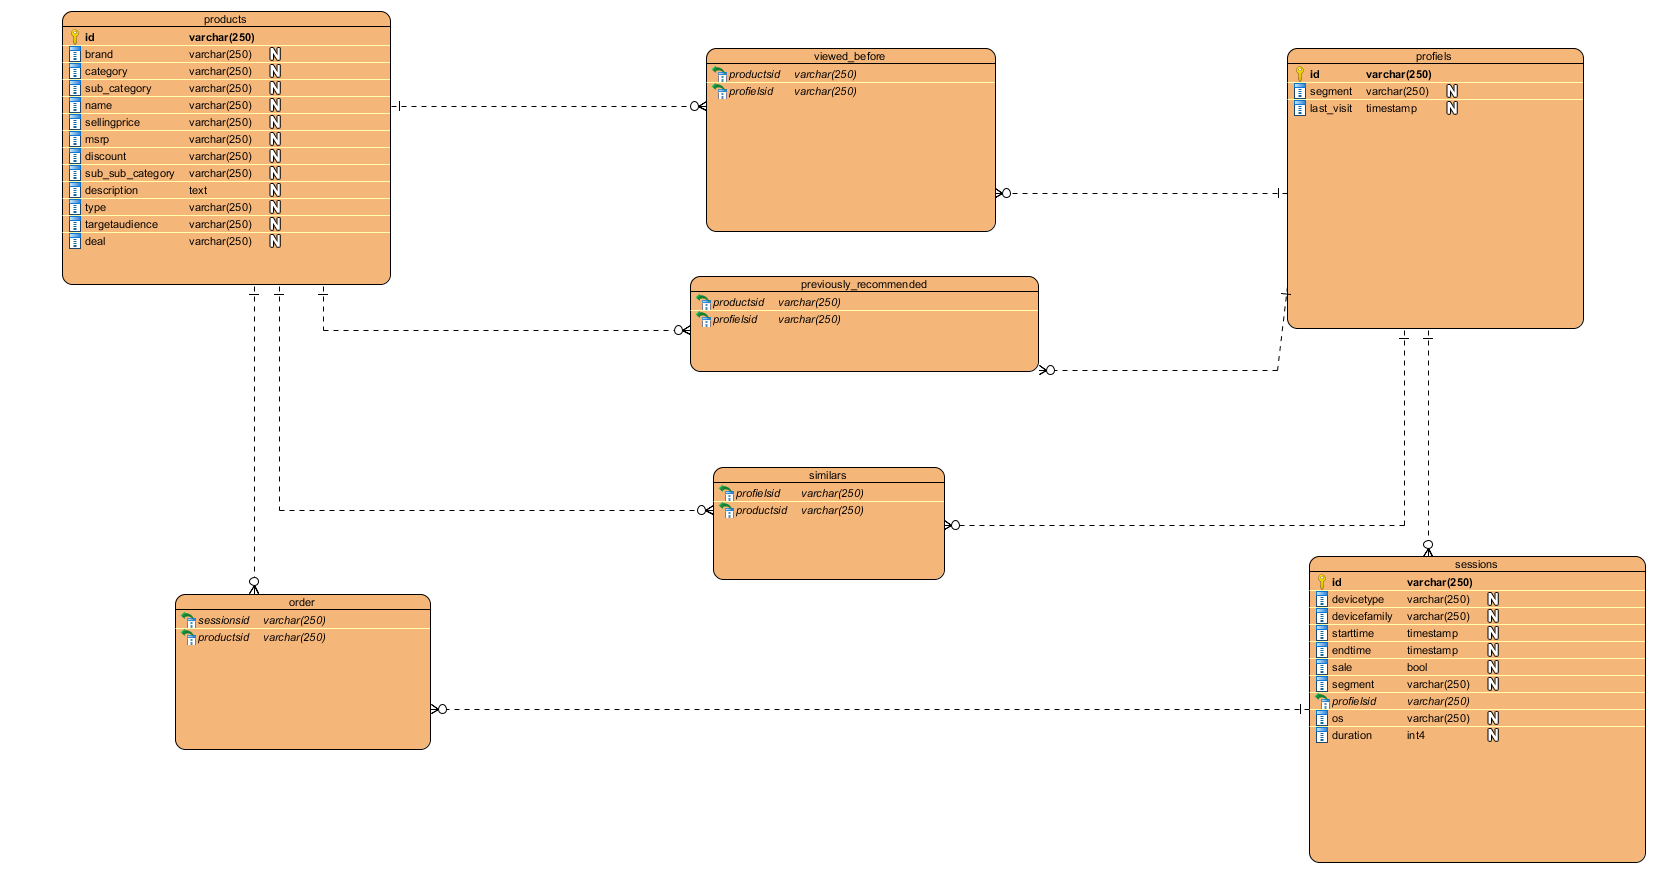 products
id varchar(250)
brand varchar(250) N
category varchar(250) N
sub_category varchar(250) N
name varchar(250) N
sellingprice varchar(250) N
msrp varchar(250) N
discount varchar(250) N
sub_sub_category varchar(250) N
description text N
type varchar(250) N
targetaudience varchar(250) N
deal varchar(250) N
viewed_before
productsid varchar(250)
profielsid varchar(250)
profiels
id varchar(250)
segment varchar(250) N
last_visit timestamp N
previously_recommended
productsid varchar(250)
profielsid varchar(250)
similars
profielsid varchar(250)
productsid varchar(250)
order
sessionsid varchar(250)
productsid varchar(250)
sessions
id varchar(250)
devicetype varchar(250) N
devicefamily varchar(250) N
starttime timestamp N
endtime timestamp N
sale bool N
segment varchar(250) N
profielsid varchar(250)
os varchar(250) N
duration int4 N